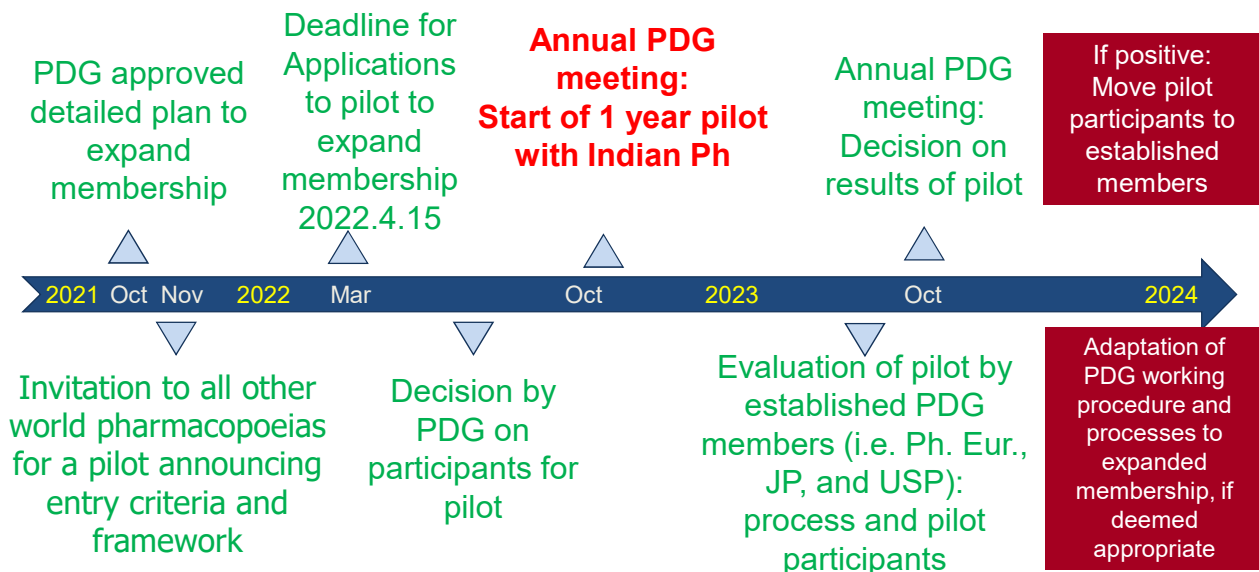 PDG approved
detailed plan to
expand
membership
Deadline for
Applications
to pilot to
expand
membership
2022.4.15
Annual PDG
meeting:
Start of 1 year pilot
with Indian Ph
Annual PDG
meeting:
Decision on
results of pilot
If positive:
Move pilot
participants to
established
members
2021 Oct Nov 2022 Mar Oct 2023 Oct 2024
Invitation to all other
world pharmacopoeias
for a pilot announcing
entry criteria and
framework
Decision by
PDG on
participants for
pilot
Evaluation of pilot by
established PDG
members (i.e. Ph. Eur.,
JP, and USP):
process and pilot
participants
Adaptation of
PDG working
procedure and
processes to
expanded
membership, if
deemed
appropriate